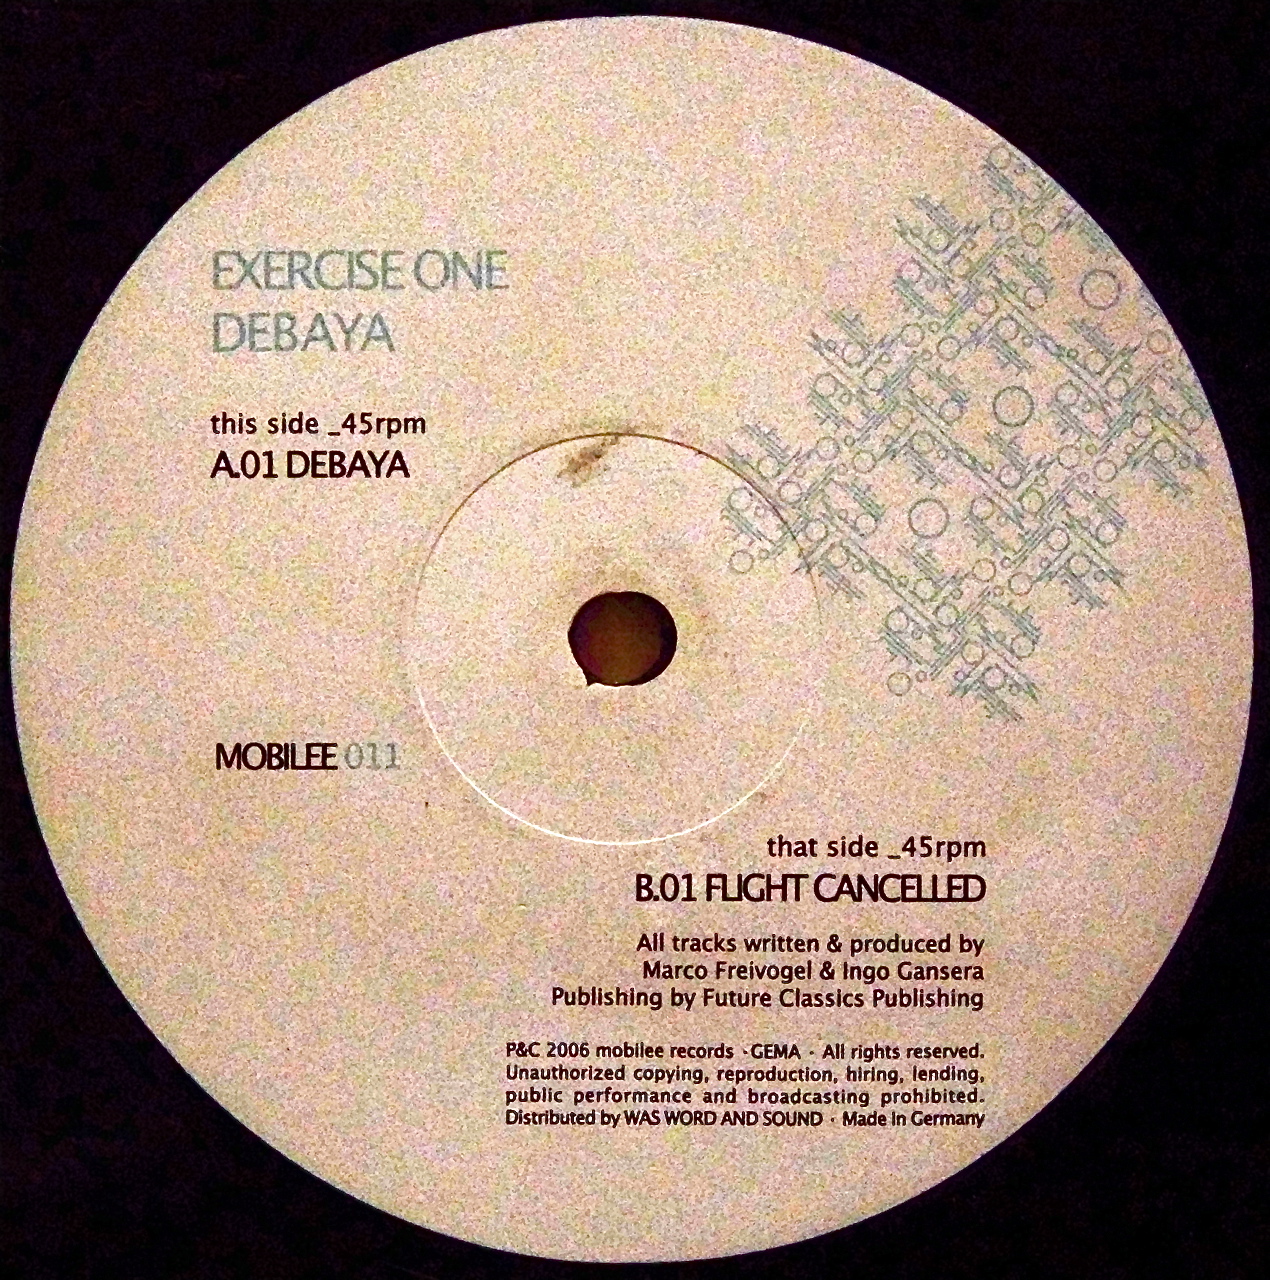 EXERCISE ONE
DEBAYA
this side _45rpm
A.01 DEBAYA
MOBILEE 011
that side _45rpm
B.01 FLIGHT CANCELLED
All tracks written & produced by
Marco Freivogel & Ingo Gansera
Publishing by Future Classics Publishing
P&C 2006 mobilee records · GEMA · All rights reserved.
Unauthorized copying, reproduction, hiring, lending,
public performance and broadcasting prohibited.
Distributed by WAS WORD AND SOUND · Made in Germany